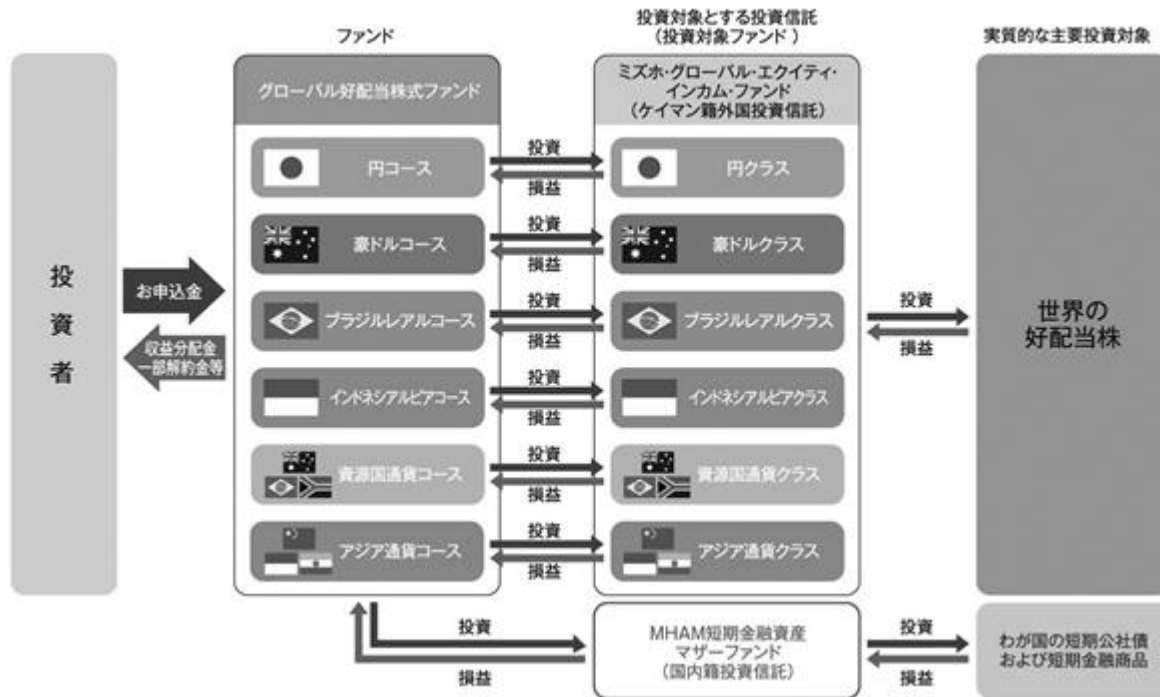 ファンド
投資対象とする投資信託
(投資対象ファンド)
実質的な主要投資対象
投資者
お申込金
収益分配金
一部解約金等
グローバル好配当株式ファンド
ミズホ・グローバル・エクイティ・
インカム・ファンド
(ケイマン籍外国投資信託)
円コース
投資
損益
円クラス
豪ドルコース
投資
損益
豪ドルクラス
ブラジルレアルコース
投資
損益
ブラジルレアルクラス
インドネシアルピアコース
投資
損益
インドネシアルピアクラス
資源国通貨コース
投資
損益
資源国通貨クラス
アジア通貨コース
投資
損益
アジア通貨クラス
投資
損益
世界の
好配当株
投資
損益
MHAM短期金融資産
マザーファンド
(国内籍投資信託)
投資
損益
わが国の短期公社債
および短期金融商品